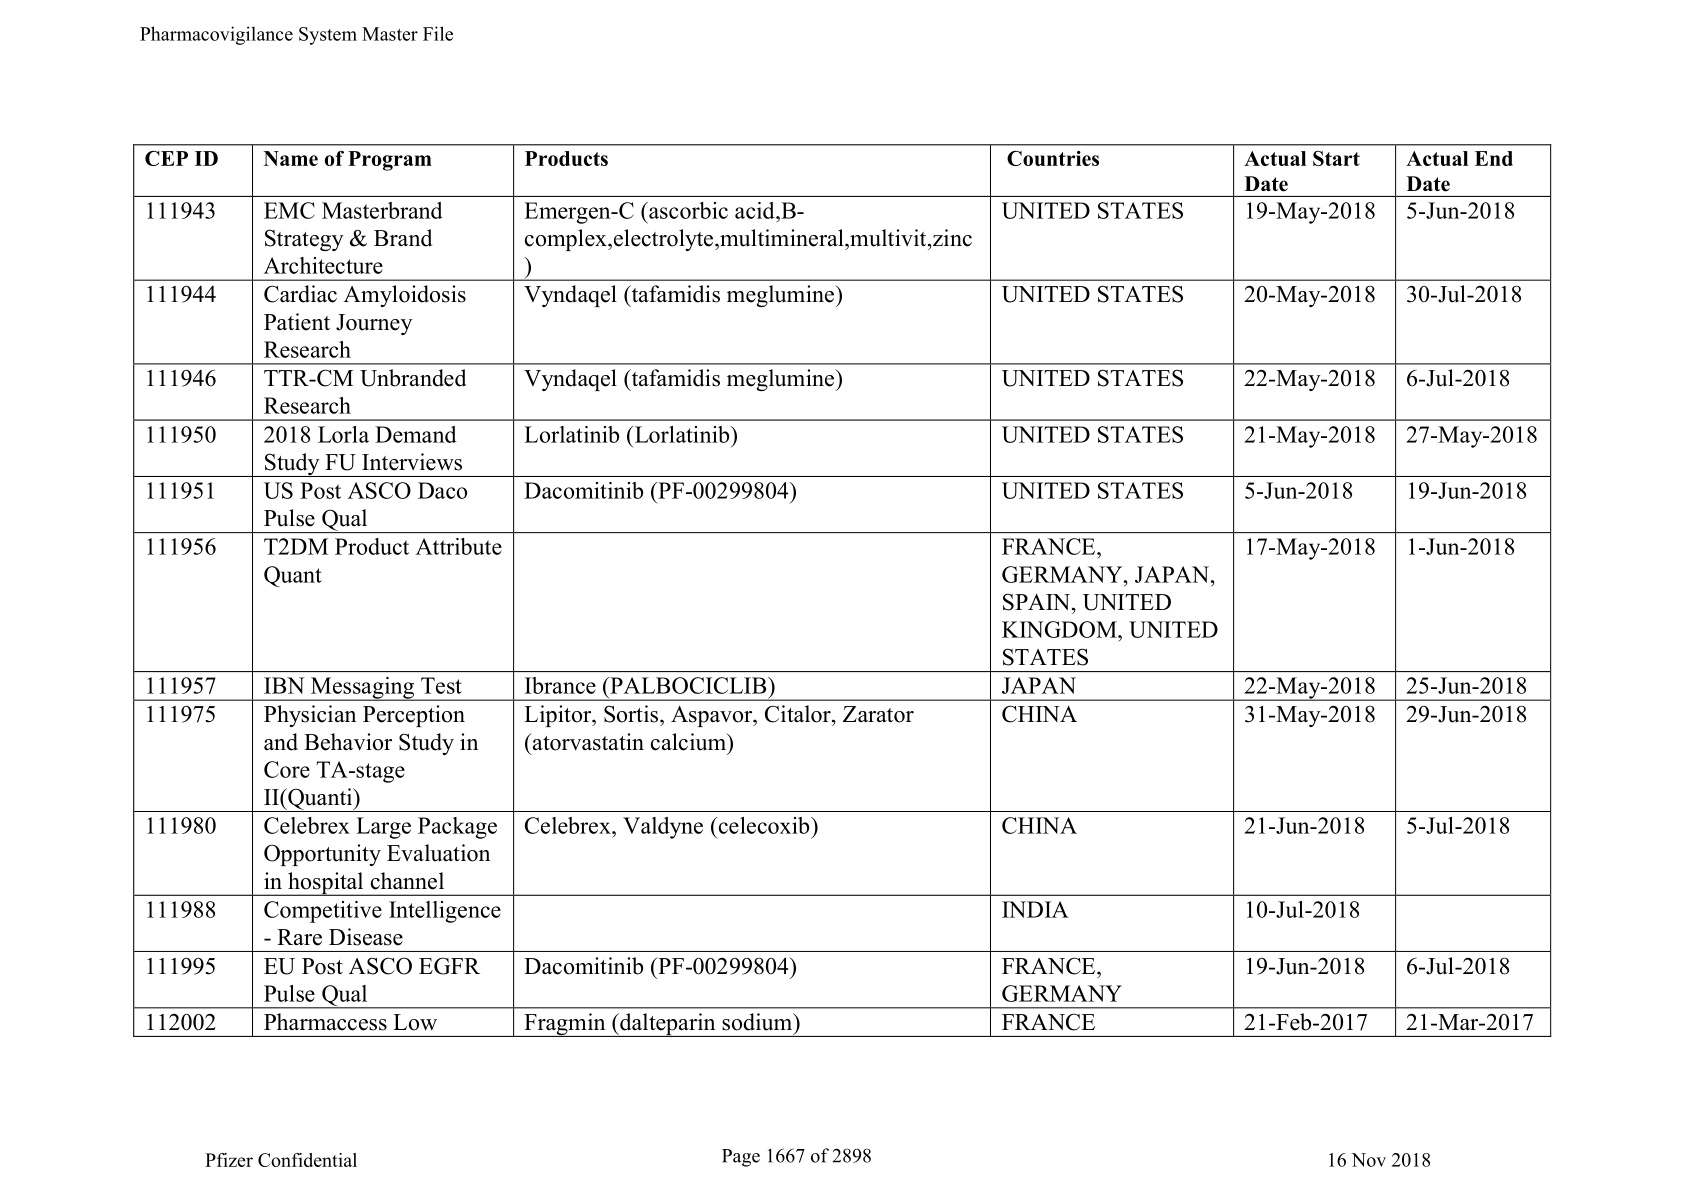 Pharmacovigilance System Master File
CEP ID Name of Program Products Countries Actual Start Actual End
Date Date
111943 EMC Masterbrand Emergen-C (ascorbic acid,B- UNITED STATES 19-May-2018 5-Jun-2018
Strategy & Brand complex,electrolyte,multimineral,multivit,zinc
Architecture )
111944 Cardiac Amyloidosis Vyndaqel (tafamidis meglumine) UNITED STATES 20-May-2018 30-Jul-2018
Patient Journey
Research
111946 TTR-CM Unbranded Vyndaqel (tafamidis meglumine) UNITED STATES 22-May-2018 6-Jul-2018
Research
111950 2018 Lorla Demand Lorlatinib (Lorlatinib) UNITED STATES 21-May-2018 27-May-2018
Study FU Interviews
111951 US Post ASCO Daco Dacomitinib (PF-00299804) UNITED STATES 5-Jun-2018 19-Jun-2018
Pulse Qual
111956 T2DM Product Attribute FRANCE, 17-May-2018 1-Jun-2018
Quant GERMANY, JAPAN,
SPAIN, UNITED
KINGDOM, UNITED
STATES
111957 IBN Messaging Test Ibrance (PALBOCICLIB) JAPAN 22-May-2018 25-Jun-2018
111975 Physician Perception Lipitor, Sortis, Aspavor, Citalor, Zarator CHINA 31-May-2018 29-Jun-2018
and Behavior Study in (atorvastatin calcium)
Core TA-stage
II(Quanti)
111980 Celebrex Large Package Celebrex, Valdyne (celecoxib) CHINA 21-Jun-2018 5-Jul-2018
Opportunity Evaluation
in hospital channel
111988 Competitive Intelligence INDIA 10-Jul-2018
- Rare Disease
111995 EU Post ASCO EGFR Dacomitinib (PF-00299804) FRANCE, 19-Jun-2018 6-Jul-2018
Pulse Qual GERMANY
112002 Pharmaccess Low Fragmin (dalteparin sodium) FRANCE 21-Feb-2017 21-Mar-2017
Pfizer Confidential Page 1667 of 2898 16 Nov 2018